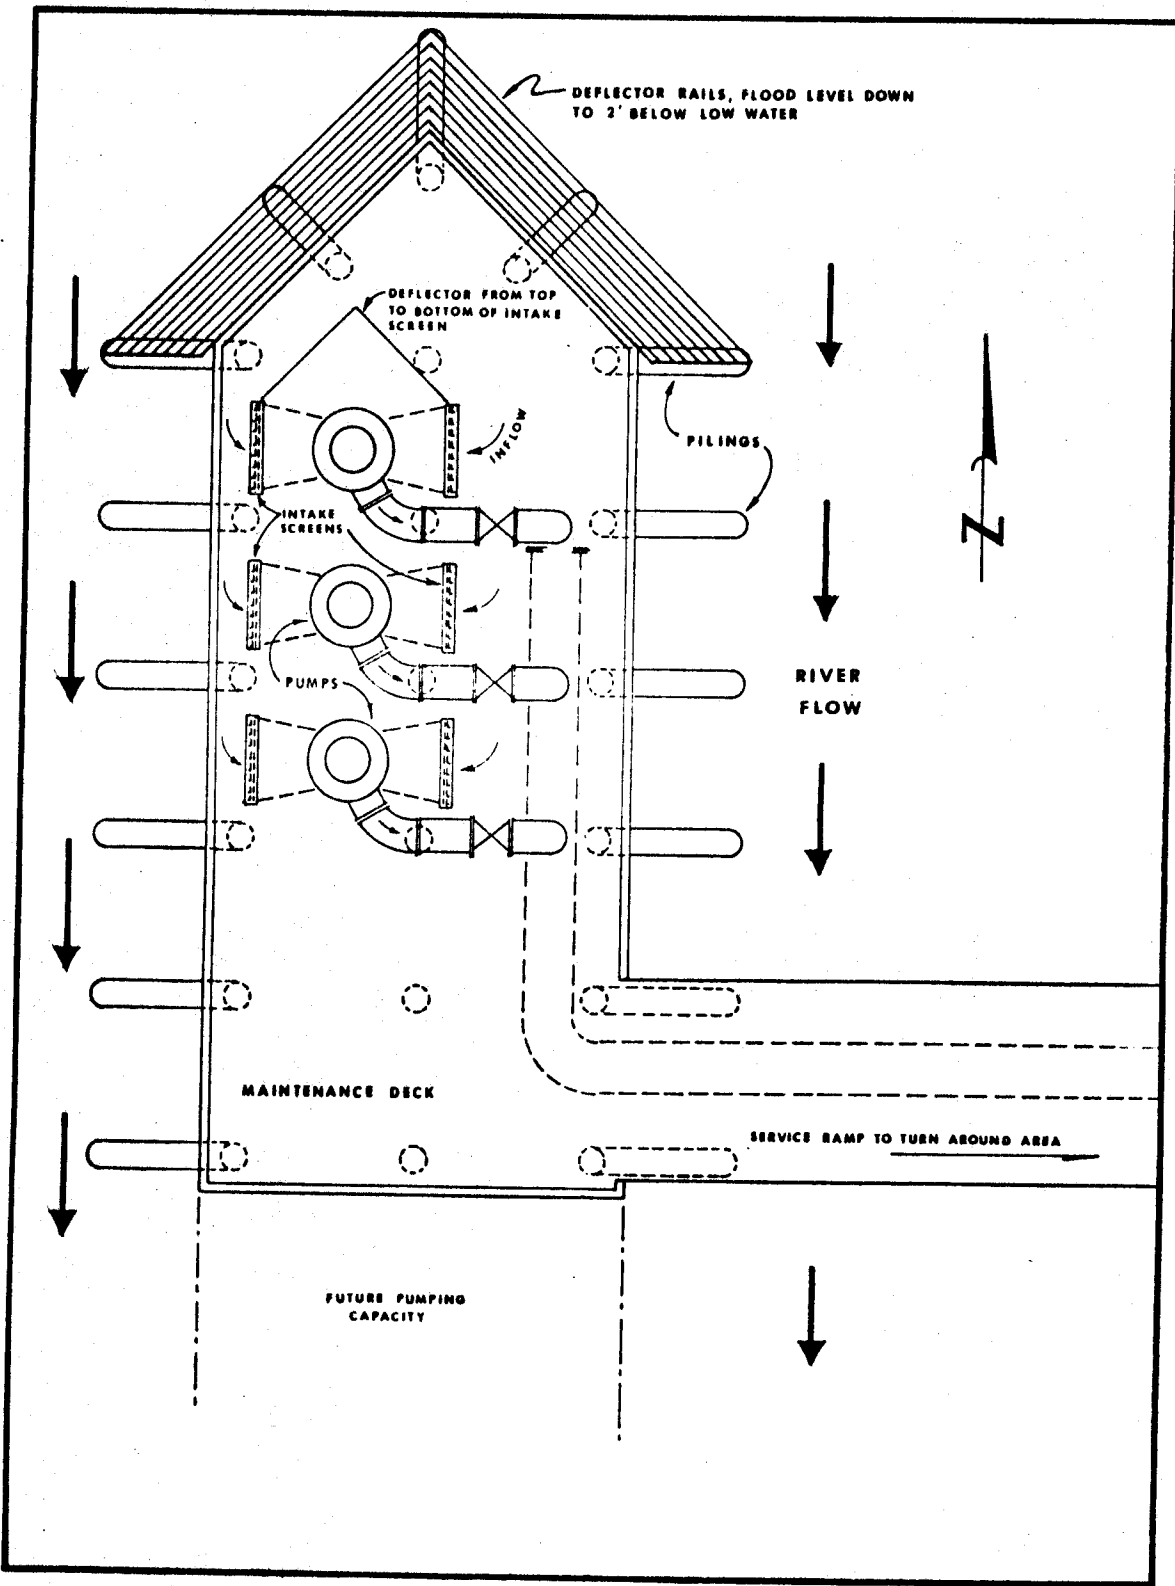 DEFLECTOR RAILS, FLOOD LEVEL DOWN
TO 2' BELOW LOW WATER
DEFLECTOR FROM TOP
TO BOTTOM OF INTAKE
SCREEN
INFLOW
PILINGS
INTAKE
SCREENS
N
PUMPS
RIVER
FLOW
MAINTENANCE DECK
SERVICE RAMP TO TURN AROUND AREA
FUTURE PUMPING
CAPACITY